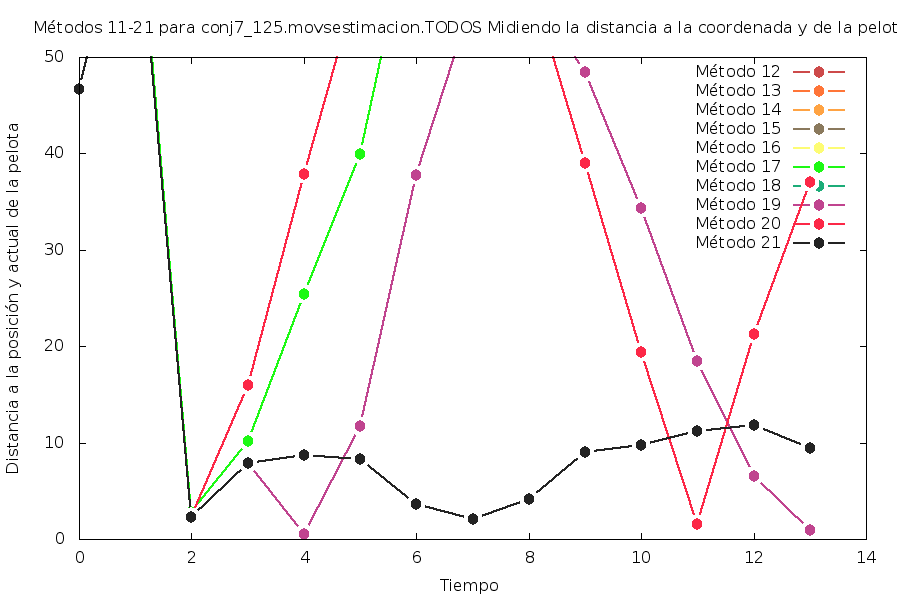 Métodos 11-21 para conj7_125.movsestimacion.TODOS Midiendo la distancia a la coordenada y de la pelot
Distancia a la posición y actual de la pelota
50
40
30
20
10
0
Método 12
Método 13
Método 14
Método 15
Método 16
Método 17
Método 18
Método 19
Método 20
Método 21
0 2 4 6 8 10 12 14
Tiempo